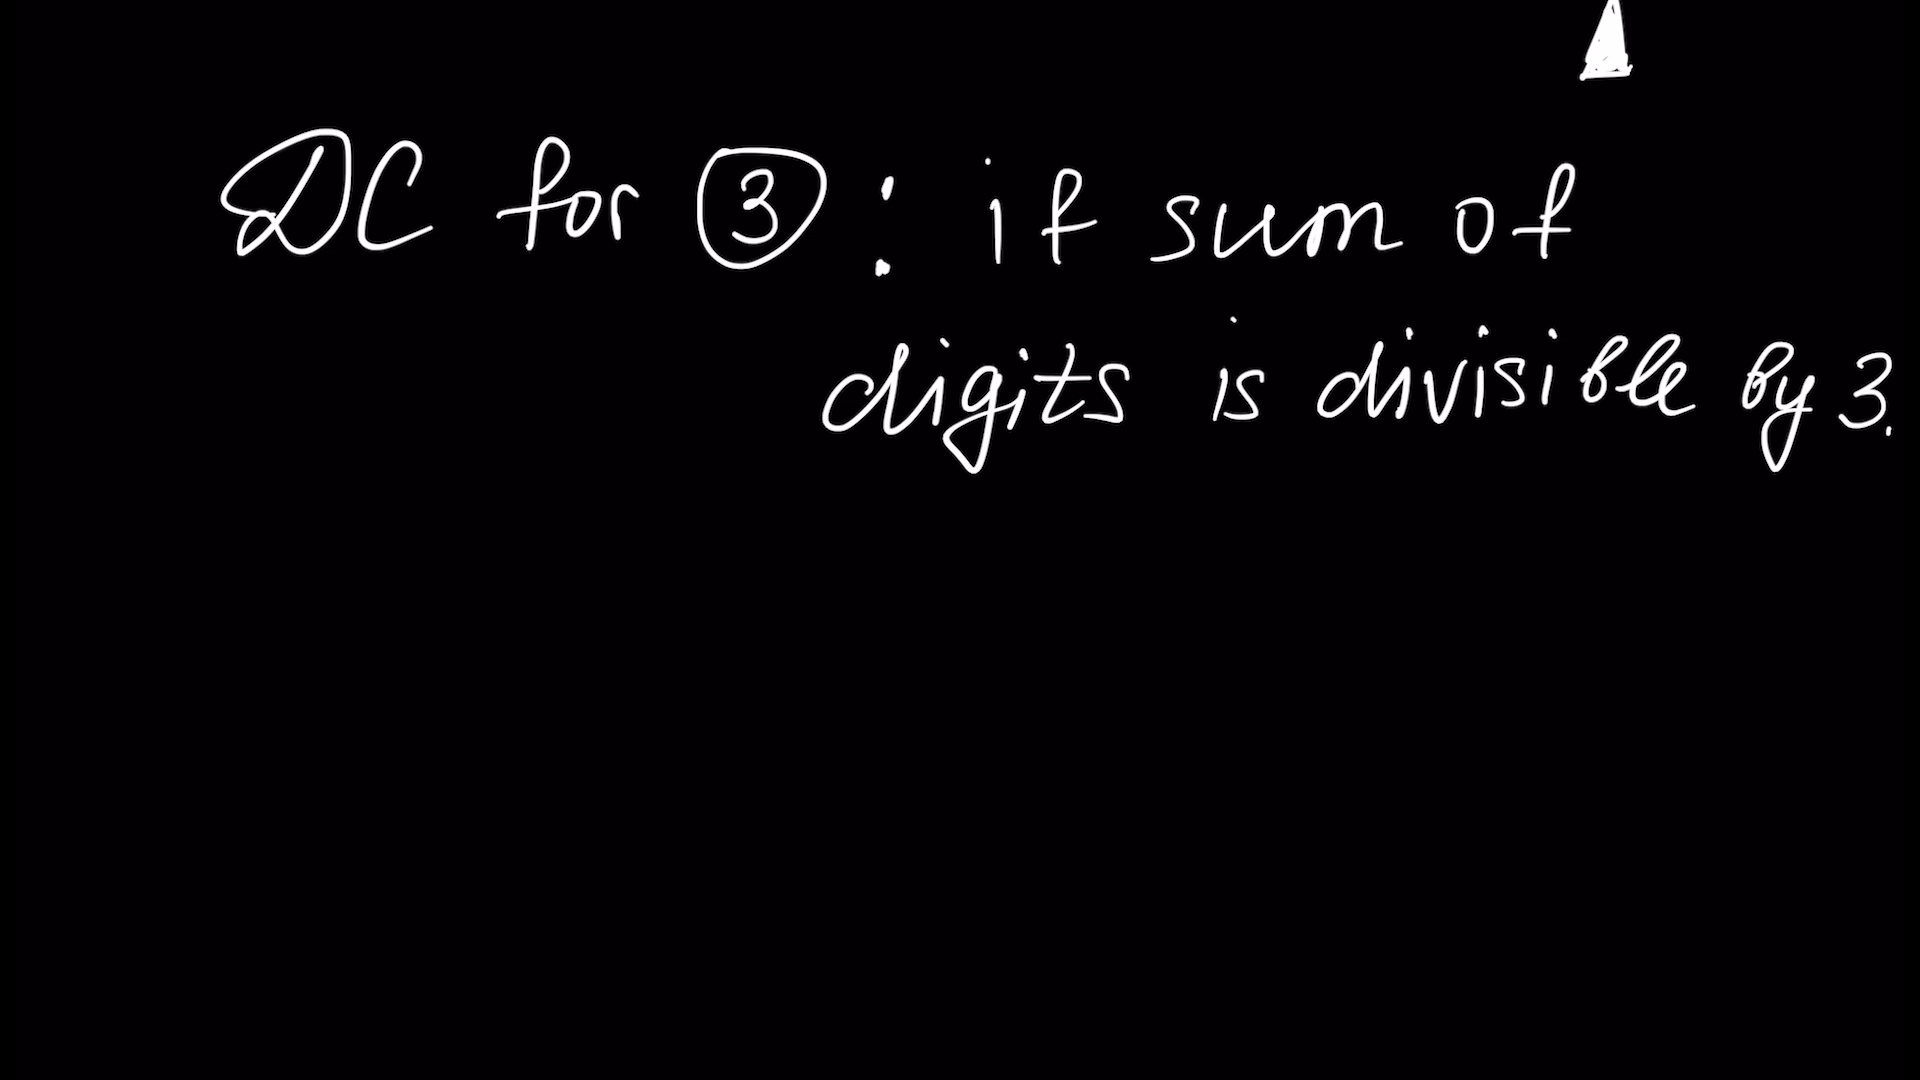 DC for 3 : if sum of
digits is divisible by 3.